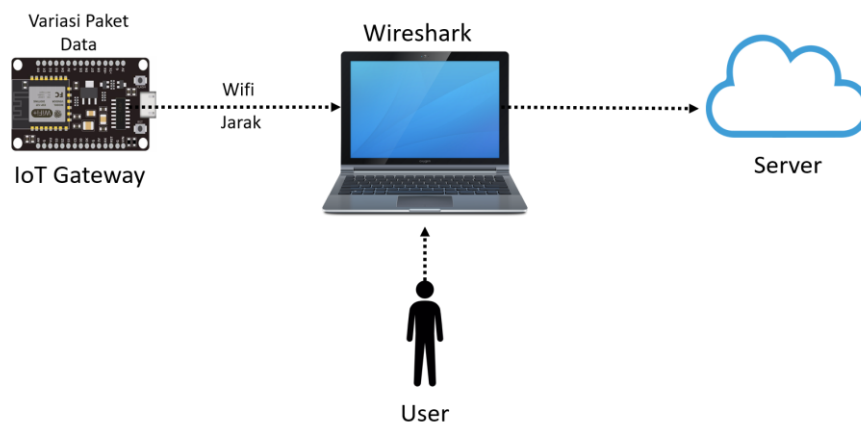 Variasi Paket
Data
Wireshark
Wifi
Jarak
IoT Gateway
Server
User